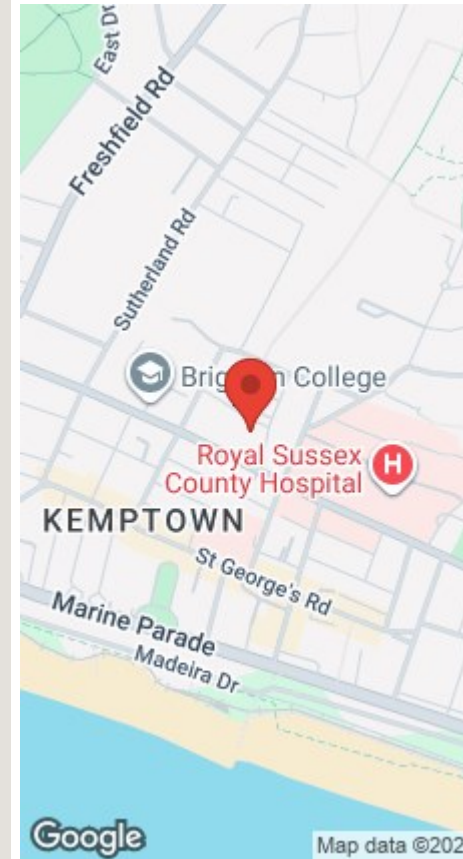 East Dr
Freshfield Rd
Sutherland Rd
College
Royal Sussex
County Hospital
H
KEMPTOWN
St George's Rd
Marine Parade
Madeira Dr
Google
Map data ©202